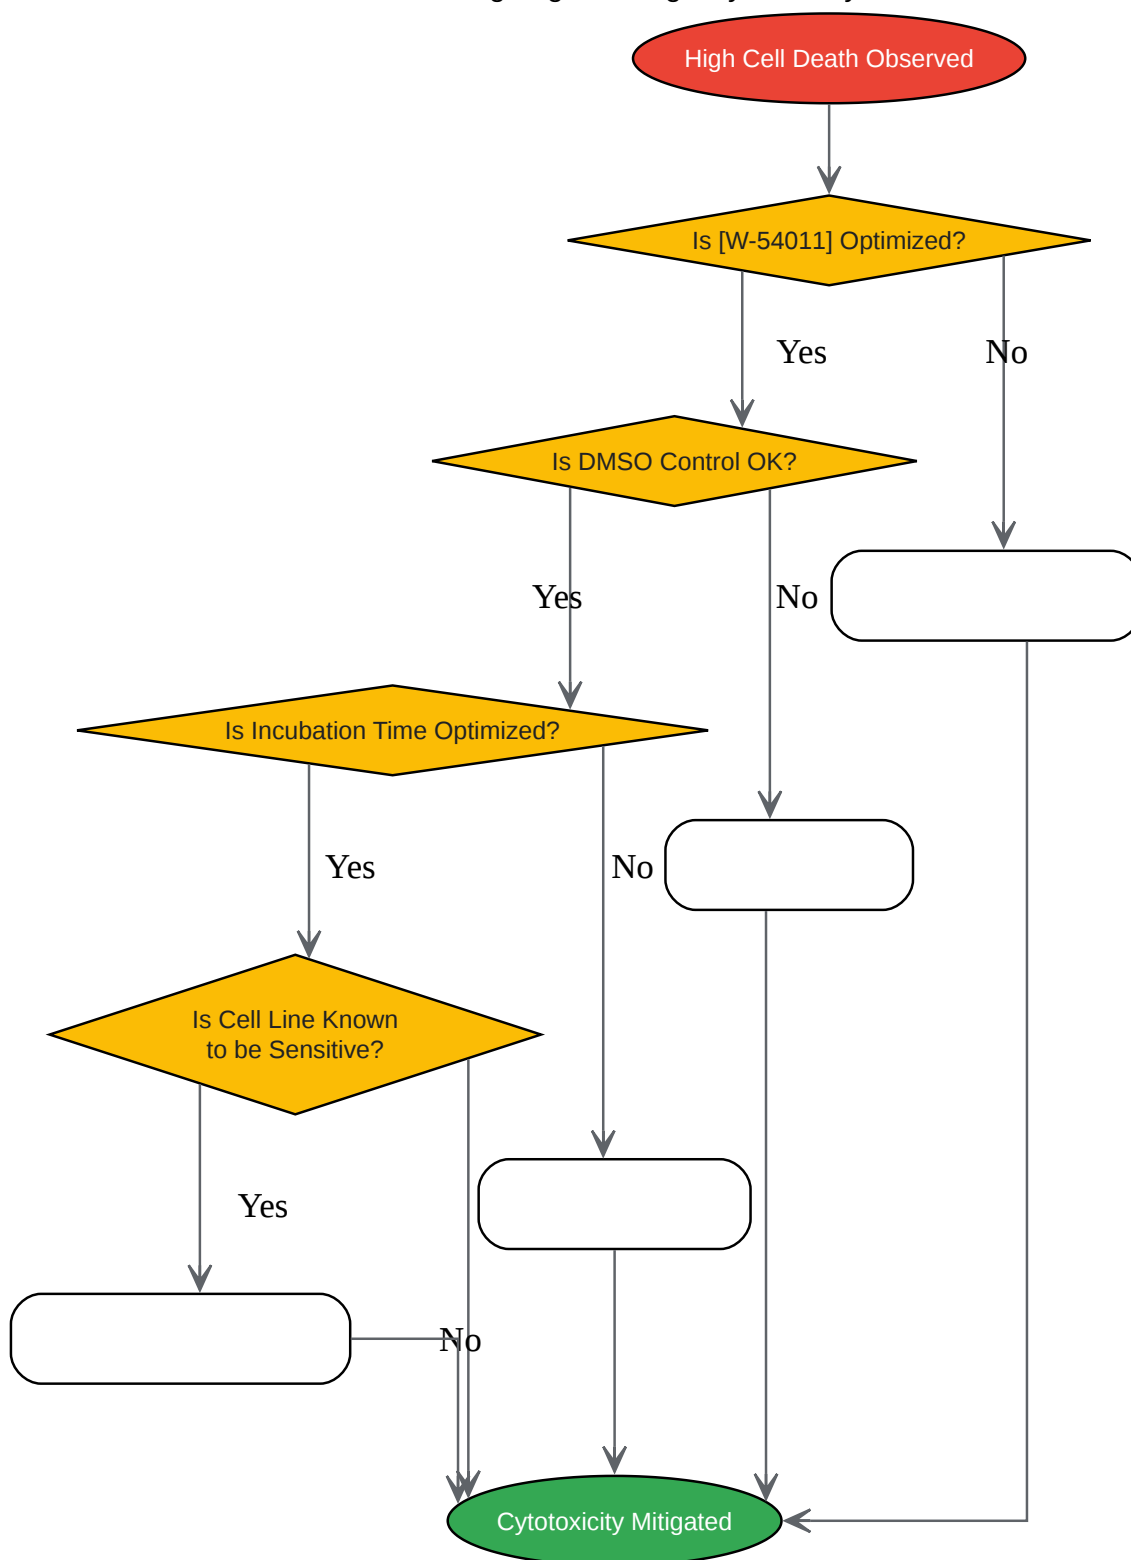 High Cell Death Observed
Is [W-54011] Optimized?
Yes
No
Is DMSO Control OK?
Yes
No
Is Incubation Time Optimized?
Yes
No
Is Cell Line Known
to be Sensitive?
Yes
No
Cytotoxicity Mitigated